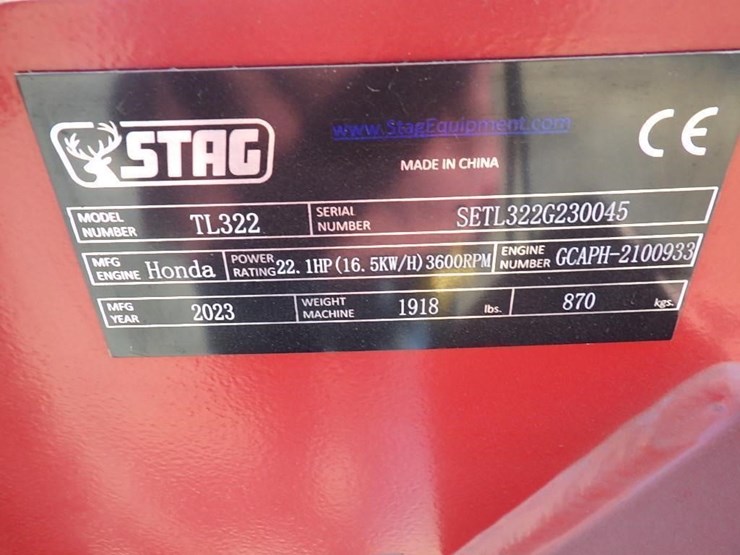 STAG
www.StagEquipment.com
CE
MADE IN CHINA
MODEL NUMBER TL322 SERIAL NUMBER SETL322G230045
MFG ENGINE Honda POWER RATING 22.1HP(16.5KW/H)3600RPM ENGINE NUMBER GCAPH-2100933
MFG YEAR 2023 WEIGHT MACHINE 1918 lbs. 870 kgs.